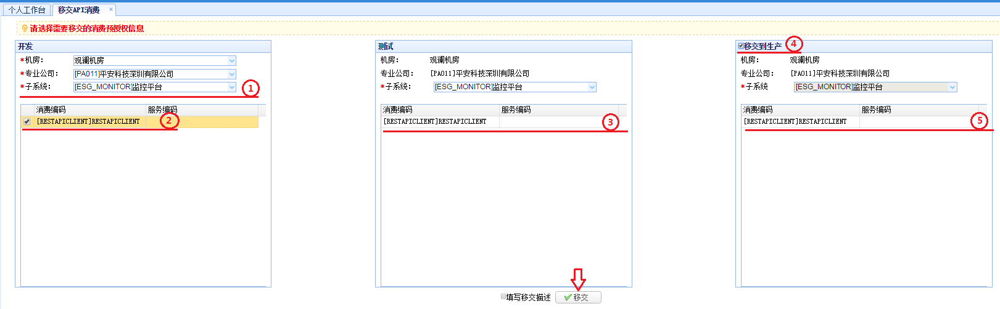 个人工作台 移交API消费
请选择需要移交的消费预授权信息
开发
*机房： 观澜机房
*专业公司： [PA011]平安科技深圳有限公司
*子系统： [ESG_MONITOR]监控平台
1
消费编码 服务编码
[RESTAPICLIENT]RESTAPICLIENT
2
测试
机房： 观澜机房
专业公司： [PA011]平安科技深圳有限公司
*子系统： [ESG_MONITOR]监控平台
消费编码 服务编码
[RESTAPICLIENT]RESTAPICLIENT
3
移交到生产
4
机房： 观澜机房
专业公司： [PA011]平安科技深圳有限公司
*子系统 [ESG_MONITOR]监控平台
消费编码 服务编码
[RESTAPICLIENT]RESTAPICLIENT
5
填写移交描述 移交